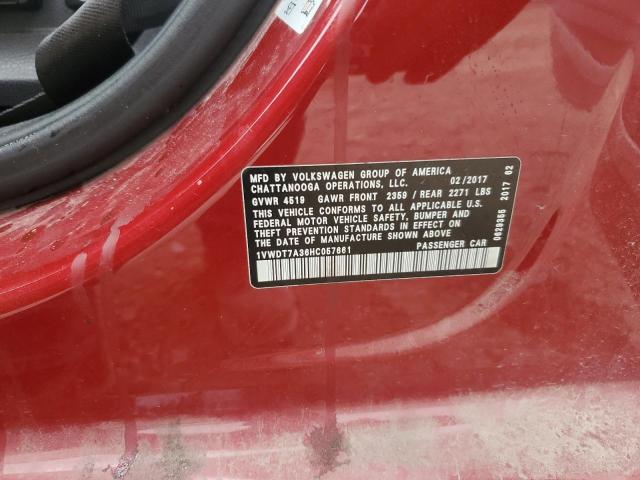 MFD BY VOLKSWAGEN GROUP OF AMERICA
CHATTANOOGA OPERATIONS, LLC. 02/2017
GVWR 4519 GAWR FRONT 2359 / REAR 2271 LBS
THIS VEHICLE CONFORMS TO ALL APPLICABLE U.S.
FEDERAL MOTOR VEHICLE SAFETY, BUMPER AND
THEFT PREVENTION STANDARDS IN EFFECT ON
THE DATE OF MANUFACTURE SHOWN ABOVE
1VWDT7A36HC057661 PASSENGER CAR
0629366 2017 02